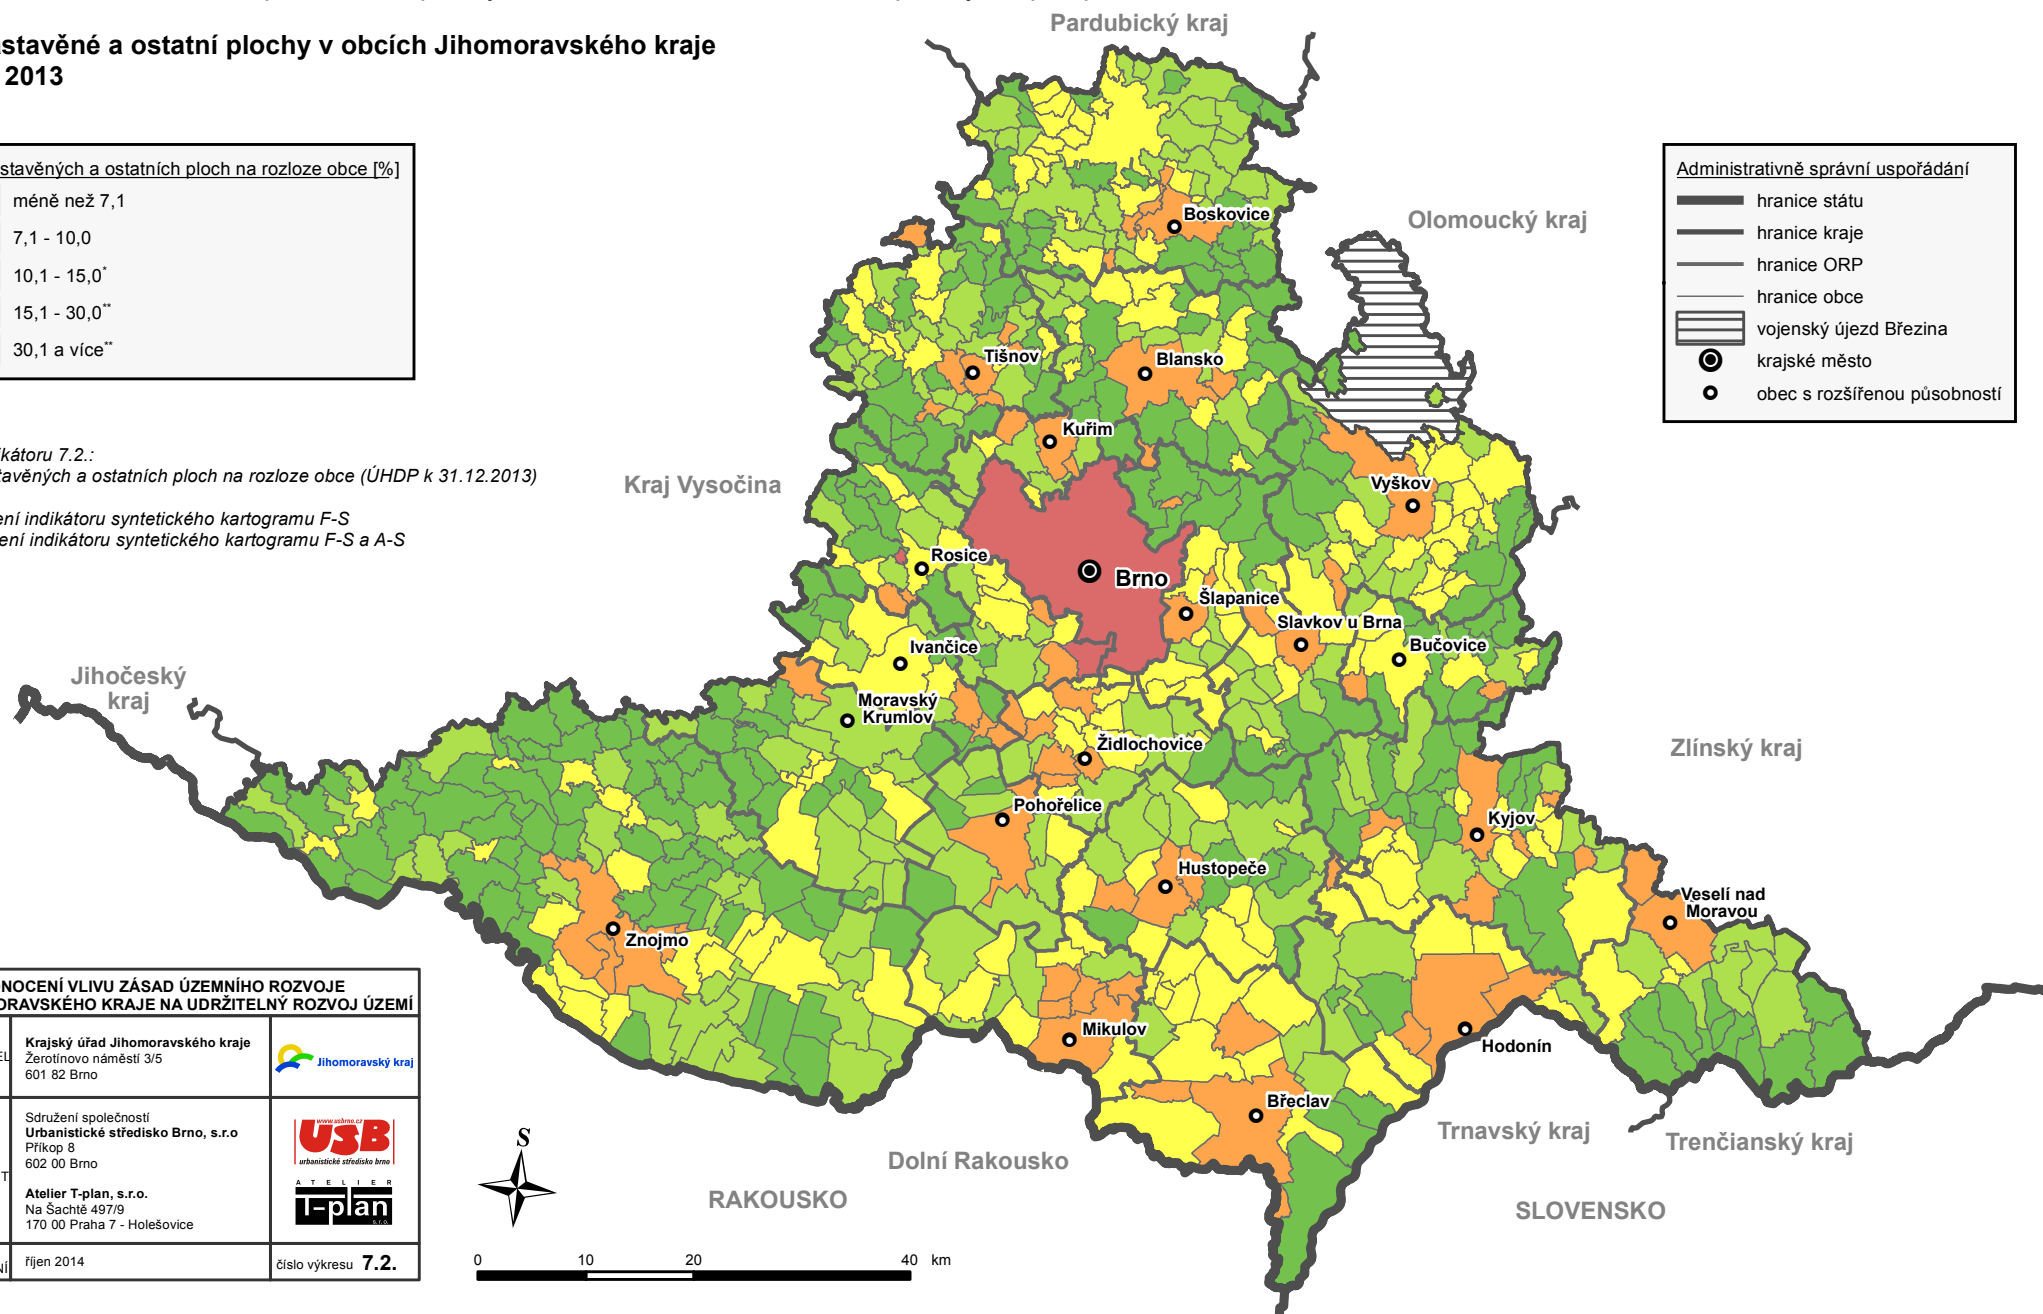 Pardubický kraj
stavěné a ostatní plochy v obcích Jihomoravského kraje
2013
stavěných a ostatních ploch na rozloze obce [%]
méně než 7,1
7,1 - 10,0
10,1 - 15,0*
15,1 - 30,0**
30,1 a více**
Administrativně správní uspořádání
hranice státu
hranice kraje
hranice ORP
hranice obce
vojenský újezd Březina
krajské město
obec s rozšířenou působností
kátoru 7.2.:
tavěných a ostatních ploch na rozloze obce (ÚHDP k 31.12.2013)
ení indikátoru syntetického kartogramu F-S
ení indikátoru syntetického kartogramu F-S a A-S
Olomoucký kraj
Kraj Vysočina
Jihočeský
kraj
Zlínský kraj
Boskovice
Tišnov
Blansko
Kuřim
Vyškov
Rosice
Brno
Šlapanice
Slavkov u Brna
Bučovice
Ivančice
Moravský
Krumlov
Židlochovice
Pohořelice
Kyjov
Hustopeče
Veselí nad
Moravou
Znojmo
Mikulov
Hodonín
Břeclav
Trnavský kraj
Trenčianský kraj
Dolní Rakousko
RAKOUSKO
SLOVENSKO
NOCENÍ VLIVU ZÁSAD ÚZEMNÍHO ROZVOJE
ORAVSKÉHO KRAJE NA UDRŽITELNÝ ROZVOJ ÚZEMÍ
EL
Krajský úřad Jihomoravského kraje
Žerotínovo náměstí 3/5
601 82 Brno
Jihomoravský kraj
T
Sdružení společností
Urbanistické středisko Brno, s.r.o
Příkop 8
602 00 Brno
Atelier T-plan, s.r.o.
Na Šachtě 497/9
170 00 Praha 7 - Holešovice
www.usbrno.cz
USB
urbanistické středisko brno
ATELIER
T-plan
s.r.o.
NÍ
říjen 2014
číslo výkresu 7.2.
S
0 10 20 40 km